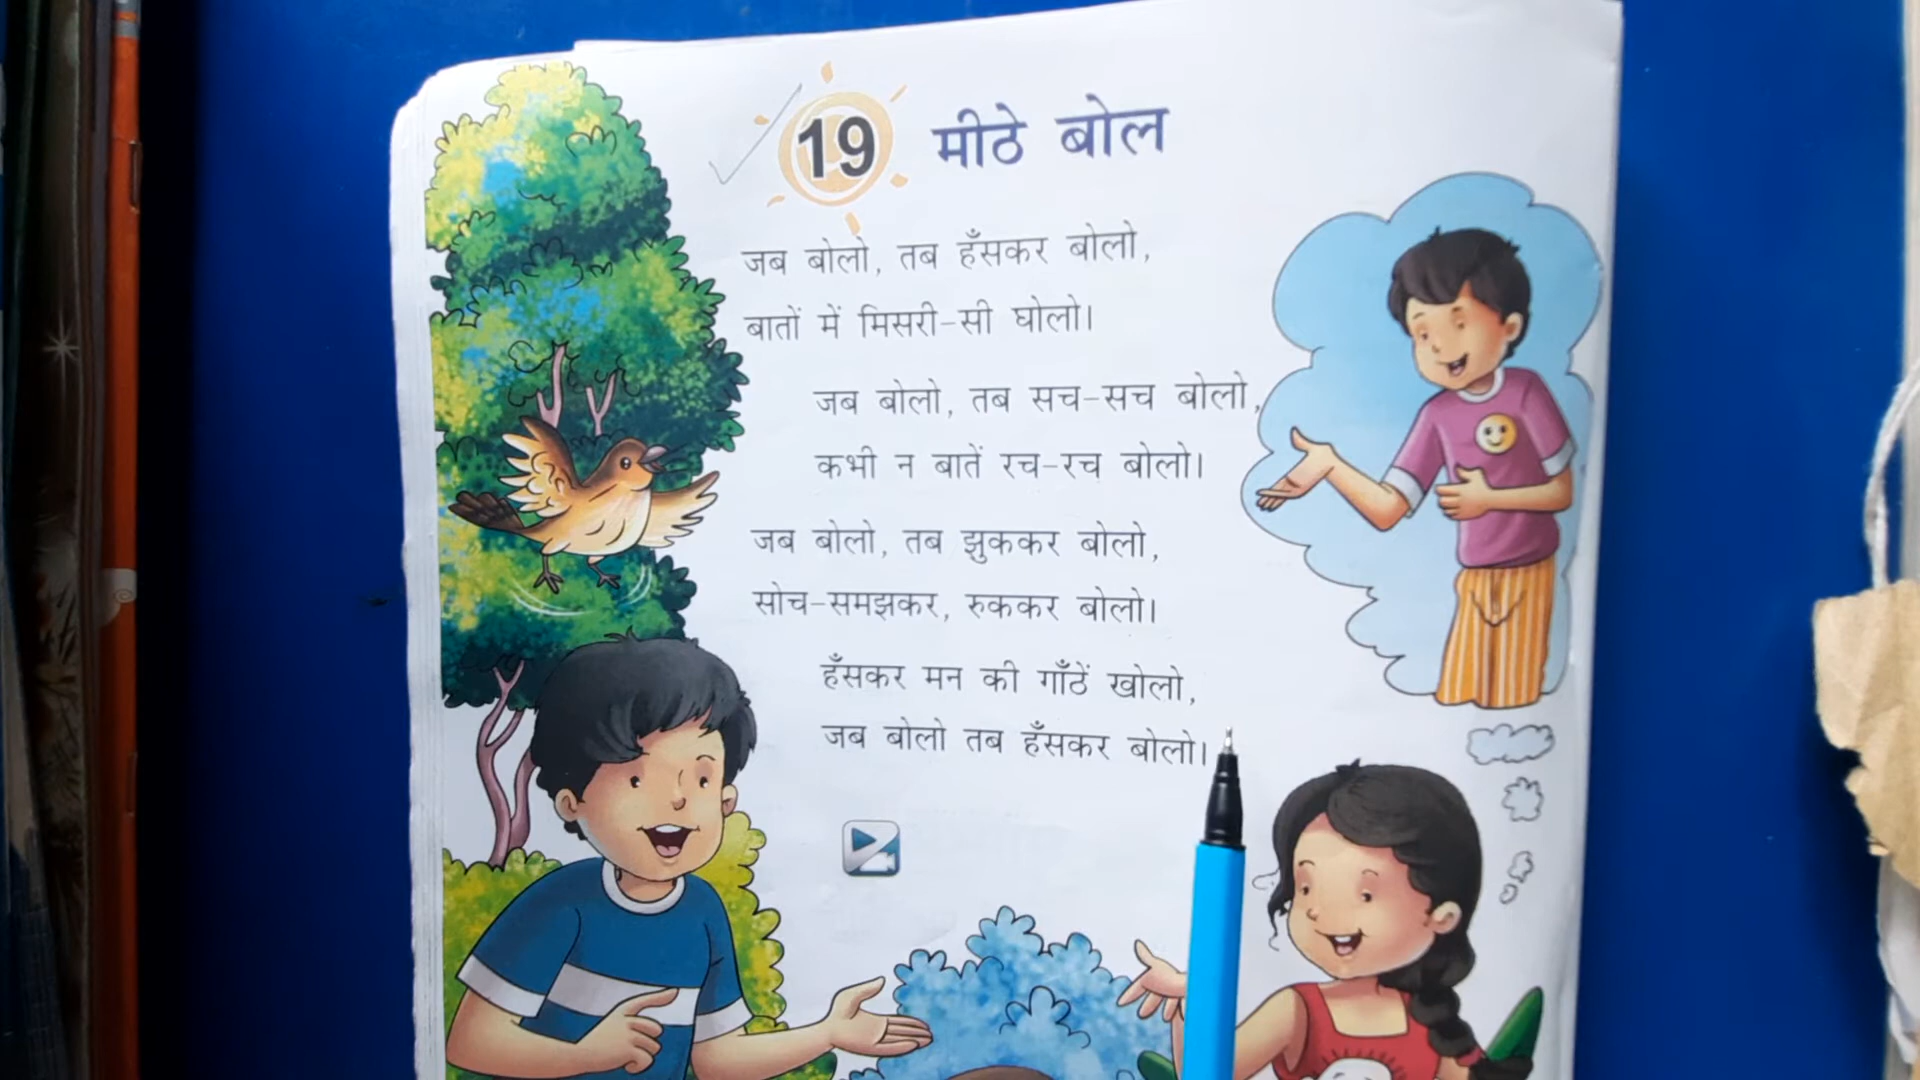 19 मीठे बोल
जब बोलो, तब हँसकर बोलो,
बातों में मिसरी-सी घोलो।
जब बोलो, तब सच-सच बोलो,
कभी न बातें रच-रच बोलो।
जब बोलो, तब झुककर बोलो,
सोच-समझकर, रुककर बोलो।
हँसकर मन की गाँठें खोलो,
जब बोलो तब हँसकर बोलो।